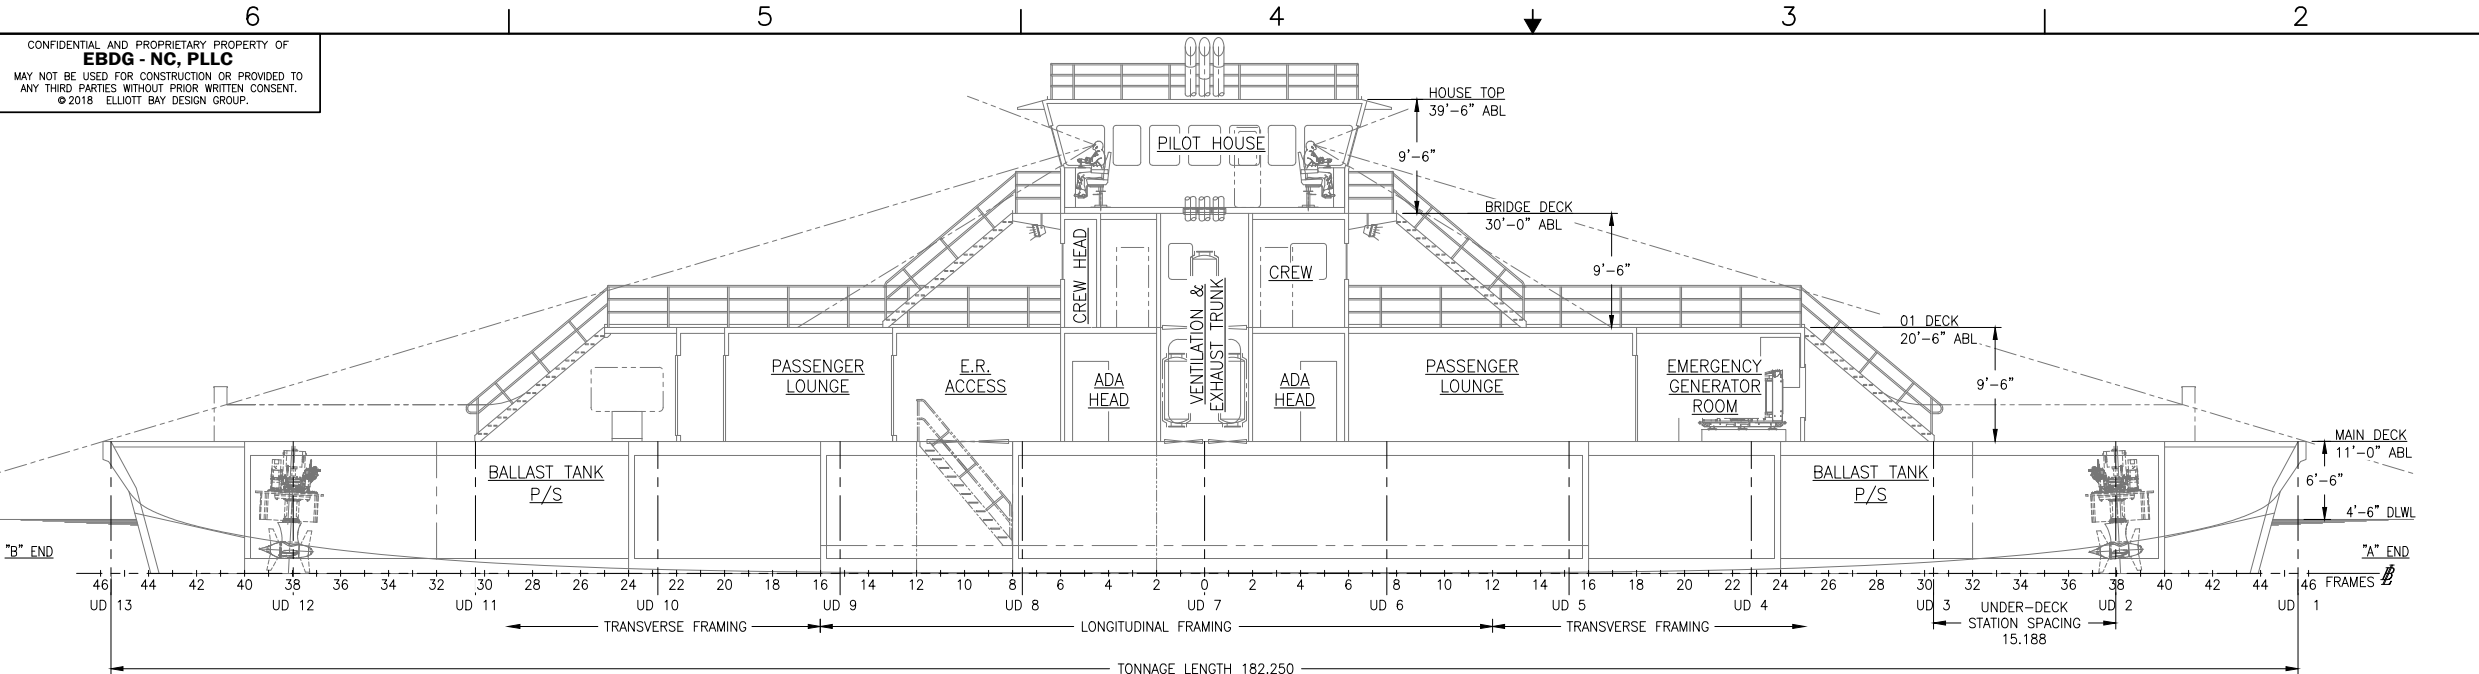 6 5 4 3 2
CONFIDENTIAL AND PROPRIETARY PROPERTY OF
EBDG - NC, PLLC
MAY NOT BE USED FOR CONSTRUCTION OR PROVIDED TO
ANY THIRD PARTIES WITHOUT PRIOR WRITTEN CONSENT.
©2018 ELLIOTT BAY DESIGN GROUP.
HOUSE TOP
39'-6" ABL
PILOT HOUSE
9'-6"
BRIDGE DECK
30'-0" ABL
CREW HEAD
CREW
9'-6"
VENTILATION &
EXHAUST TRUNK
01 DECK
20'-6" ABL
PASSENGER
LOUNGE
E.R.
ACCESS
ADA
HEAD
ADA
HEAD
PASSENGER
LOUNGE
EMERGENCY
GENERATOR
ROOM
9'-6"
MAIN DECK
11'-0" ABL
BALLAST TANK
P/S
BALLAST TANK
P/S
6'-6"
4'-6" DLWL
"B" END
"A" END
46 44 42 40 38 36 34 32 30 28 26 24 22 20 18 16 14 12 10 8 6 4 2 0 2 4 6 8 10 12 14 16 18 20 22 24 26 28 30 32 34 36 38 40 42 44 46
FRAMES BL
UD 13 UD 12 UD 11 UD 10 UD 9 UD 8 UD 7 UD 6 UD 5 UD 4 UD 3 UD 2 UD 1
UNDER-DECK
STATION SPACING
15.188
TRANSVERSE FRAMING LONGITUDINAL FRAMING TRANSVERSE FRAMING
TONNAGE LENGTH 182.250